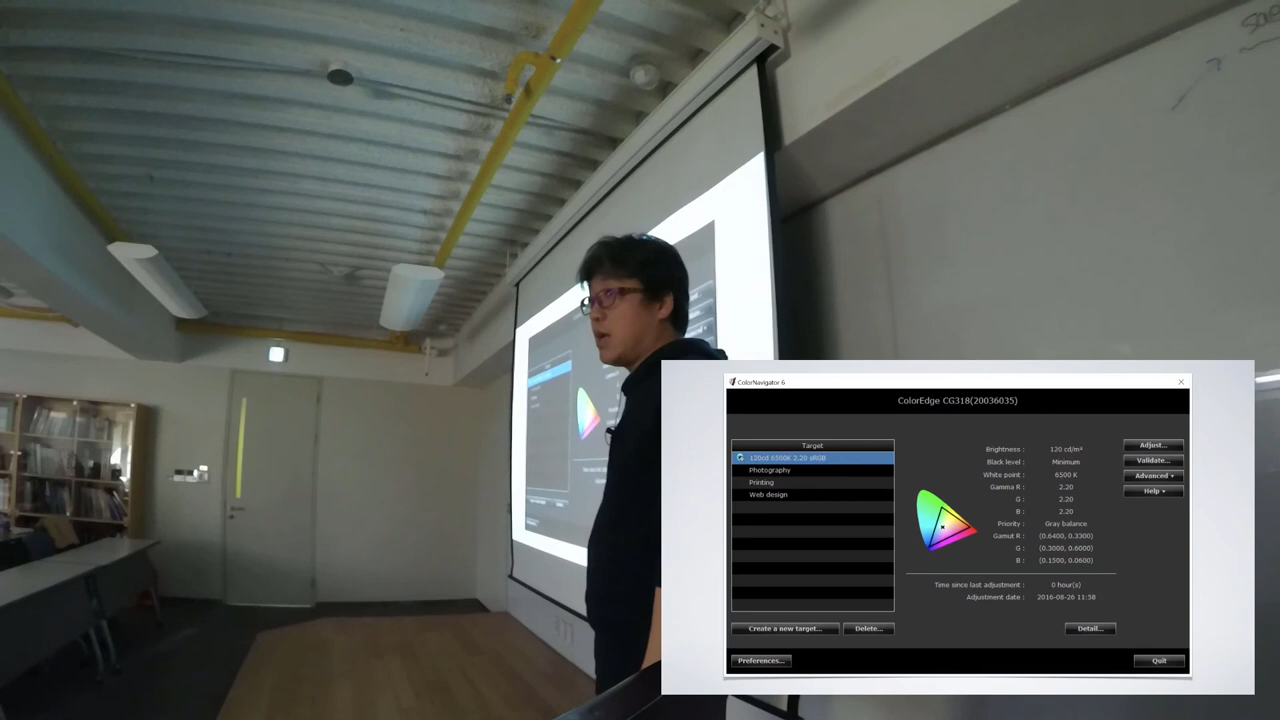 ColorNavigator 6
ColorEdge CG318(20036035)
Target
120cd 6500K 2.20 sRGB
Photography
Printing
Web design
Brightness : 120 cd/m²
Black level : Minimum
White point : 6500 K
Gamma R : 2.20
G : 2.20
B : 2.20
Priority : Gray balance
Gamut R : (0.6400, 0.3300)
G : (0.3000, 0.6000)
B : (0.1500, 0.0600)
Time since last adjustment : 0 hour(s)
Adjustment date : 2016-08-26 11:58
Adjust...
Validate...
Advanced
Help
Create a new target...
Delete...
Detail...
Preferences...
Quit